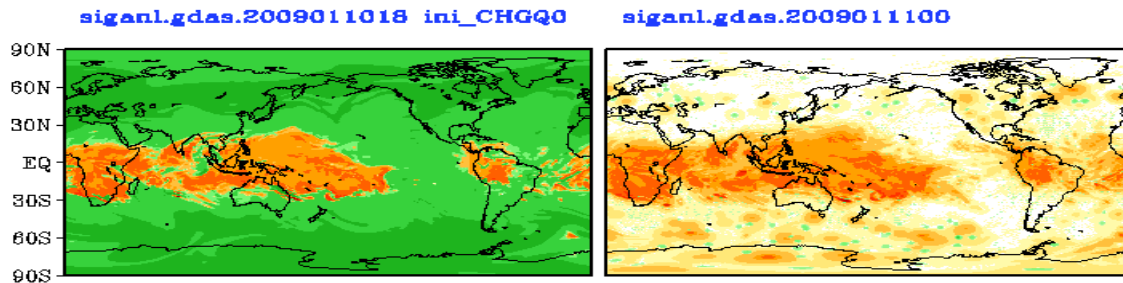 siganl.gdas.2009011018 ini_CHGQ0 siganl.gdas.2009011100
90N
60N
30N
EQ
30S
60S
90S